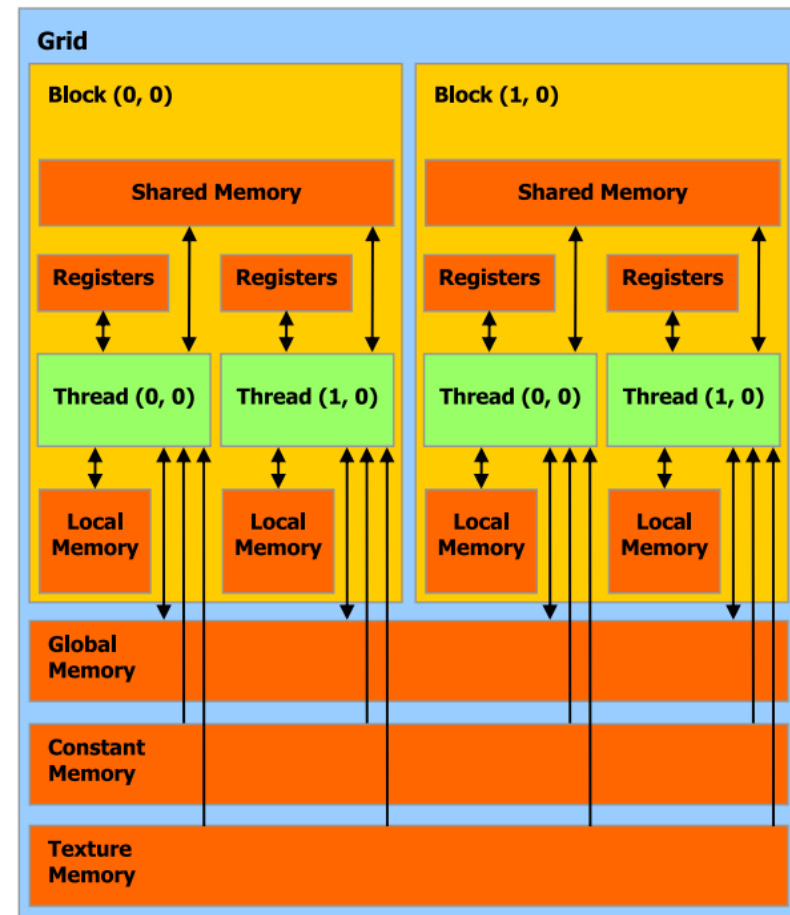 Grid
Block (0, 0)
Block (1, 0)
Shared Memory
Shared Memory
Registers
Registers
Registers
Registers
Thread (0, 0)
Thread (1, 0)
Thread (0, 0)
Thread (1, 0)
Local
Memory
Local
Memory
Local
Memory
Local
Memory
Global
Memory
Constant
Memory
Texture
Memory